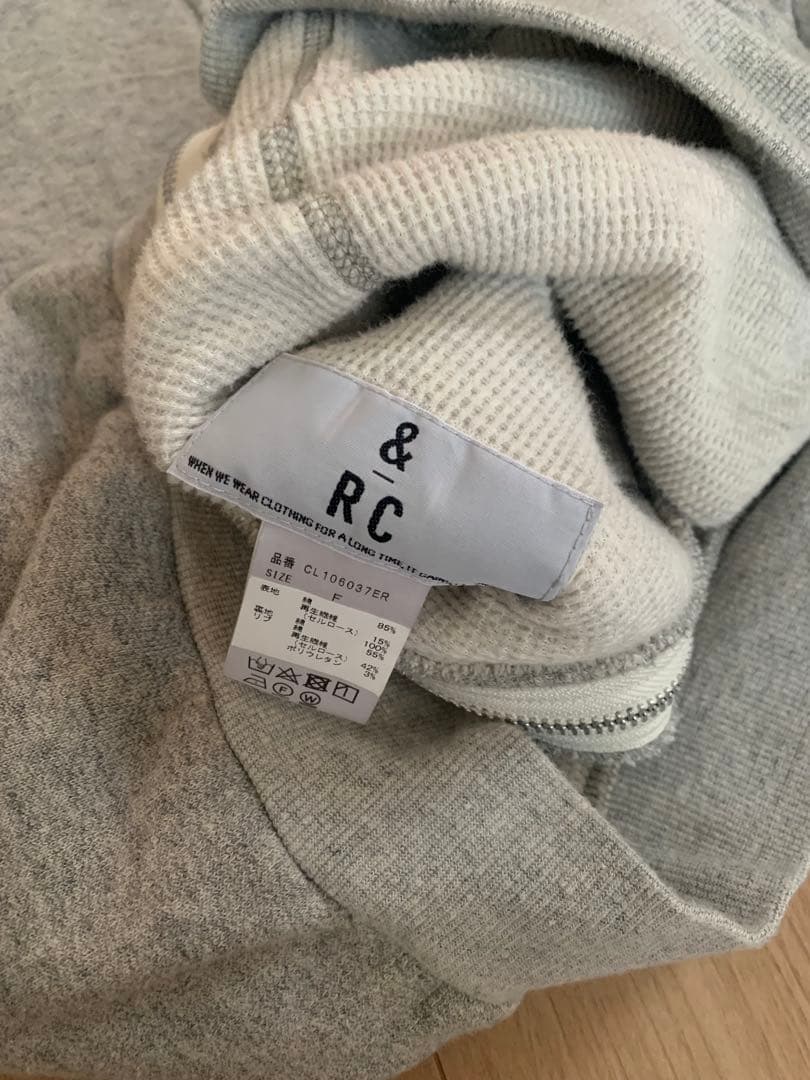 &
RC
WHEN WE WEAR CLOTHING FOR A LONG TIME, IT
品番 CL106037ER
SIZE F
表地 綿 85%
再生繊維
(セルロース) 15%
裏地 綿 100%
リブ 綿 55%
再生繊維
(セルロース) 42%
ポリウレタン 3%
F W